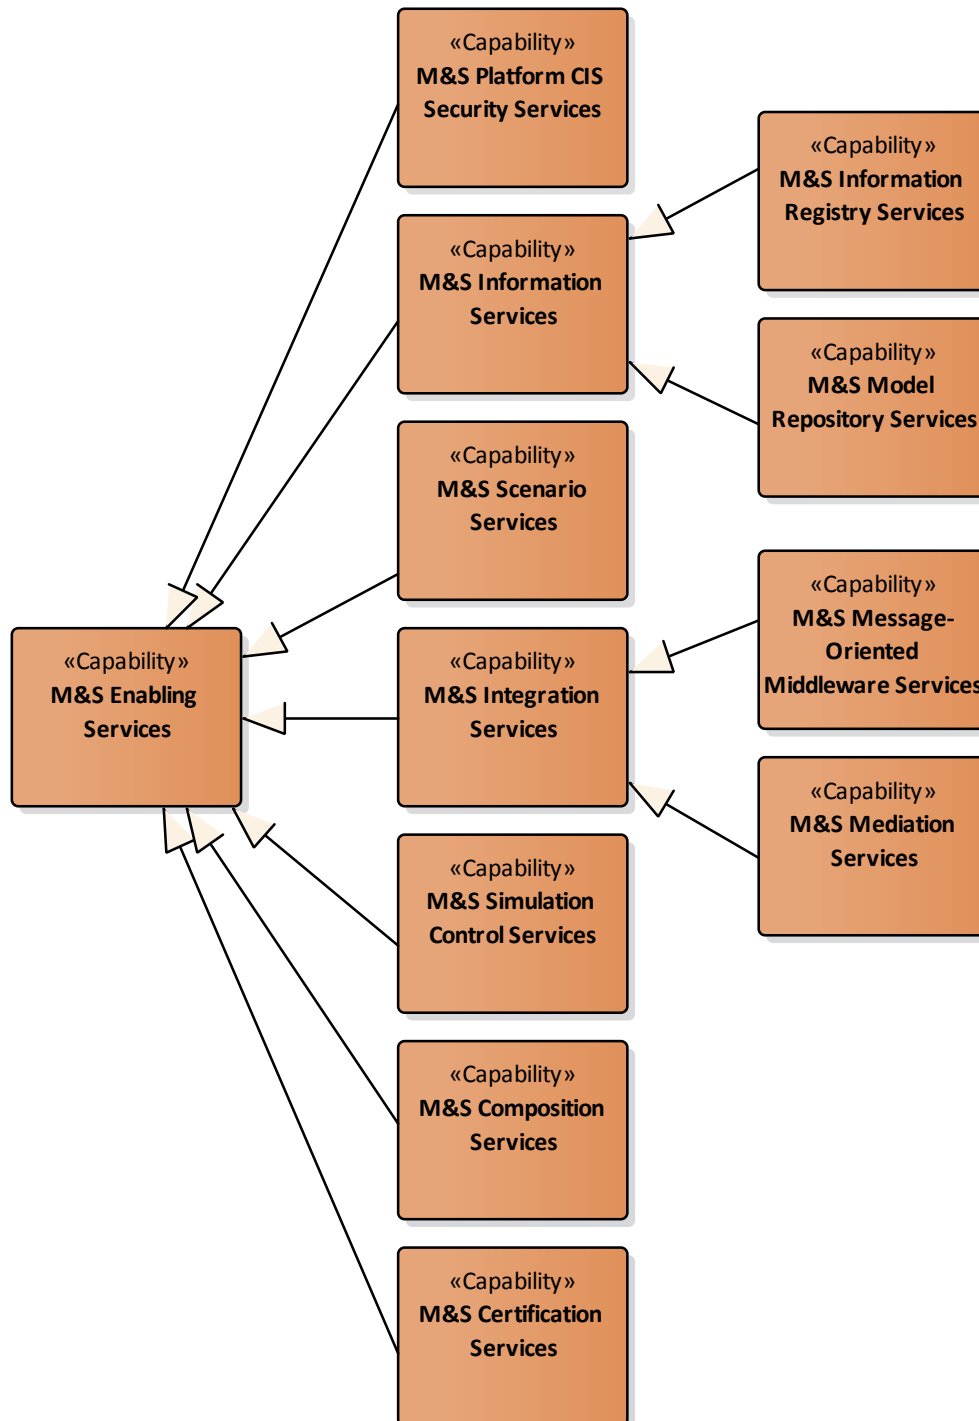 «Capability»
M&S Platform CIS
Security Services
«Capability»
M&S Information
Registry Services
«Capability»
M&S Information
Services
«Capability»
M&S Model
Repository Services
«Capability»
M&S Scenario
Services
«Capability»
M&S Message-
Oriented
Middleware Services
«Capability»
M&S Enabling
Services
«Capability»
M&S Integration
Services
«Capability»
M&S Mediation
Services
«Capability»
M&S Simulation
Control Services
«Capability»
M&S Composition
Services
«Capability»
M&S Certification
Services